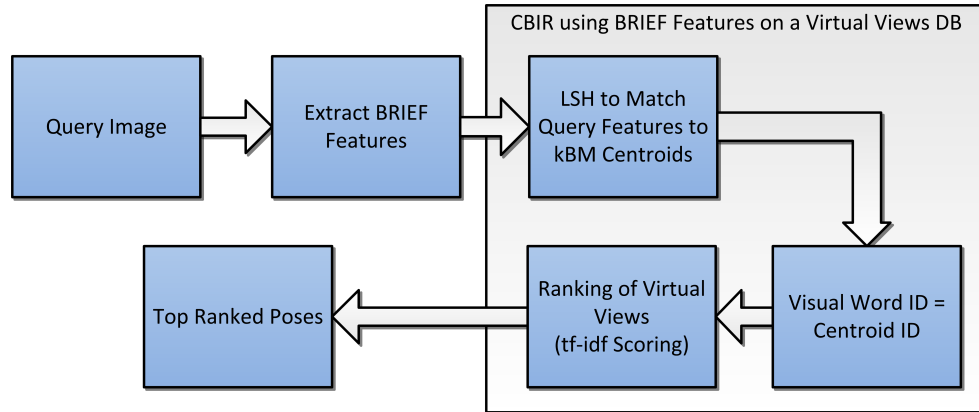 CBIR using BRIEF Features on a Virtual Views DB
Query Image
Extract BRIEF
Features
LSH to Match
Query Features to
kBM Centroids
Visual Word ID =
Centroid ID
Ranking of Virtual
Views
(tf-idf Scoring)
Top Ranked Poses